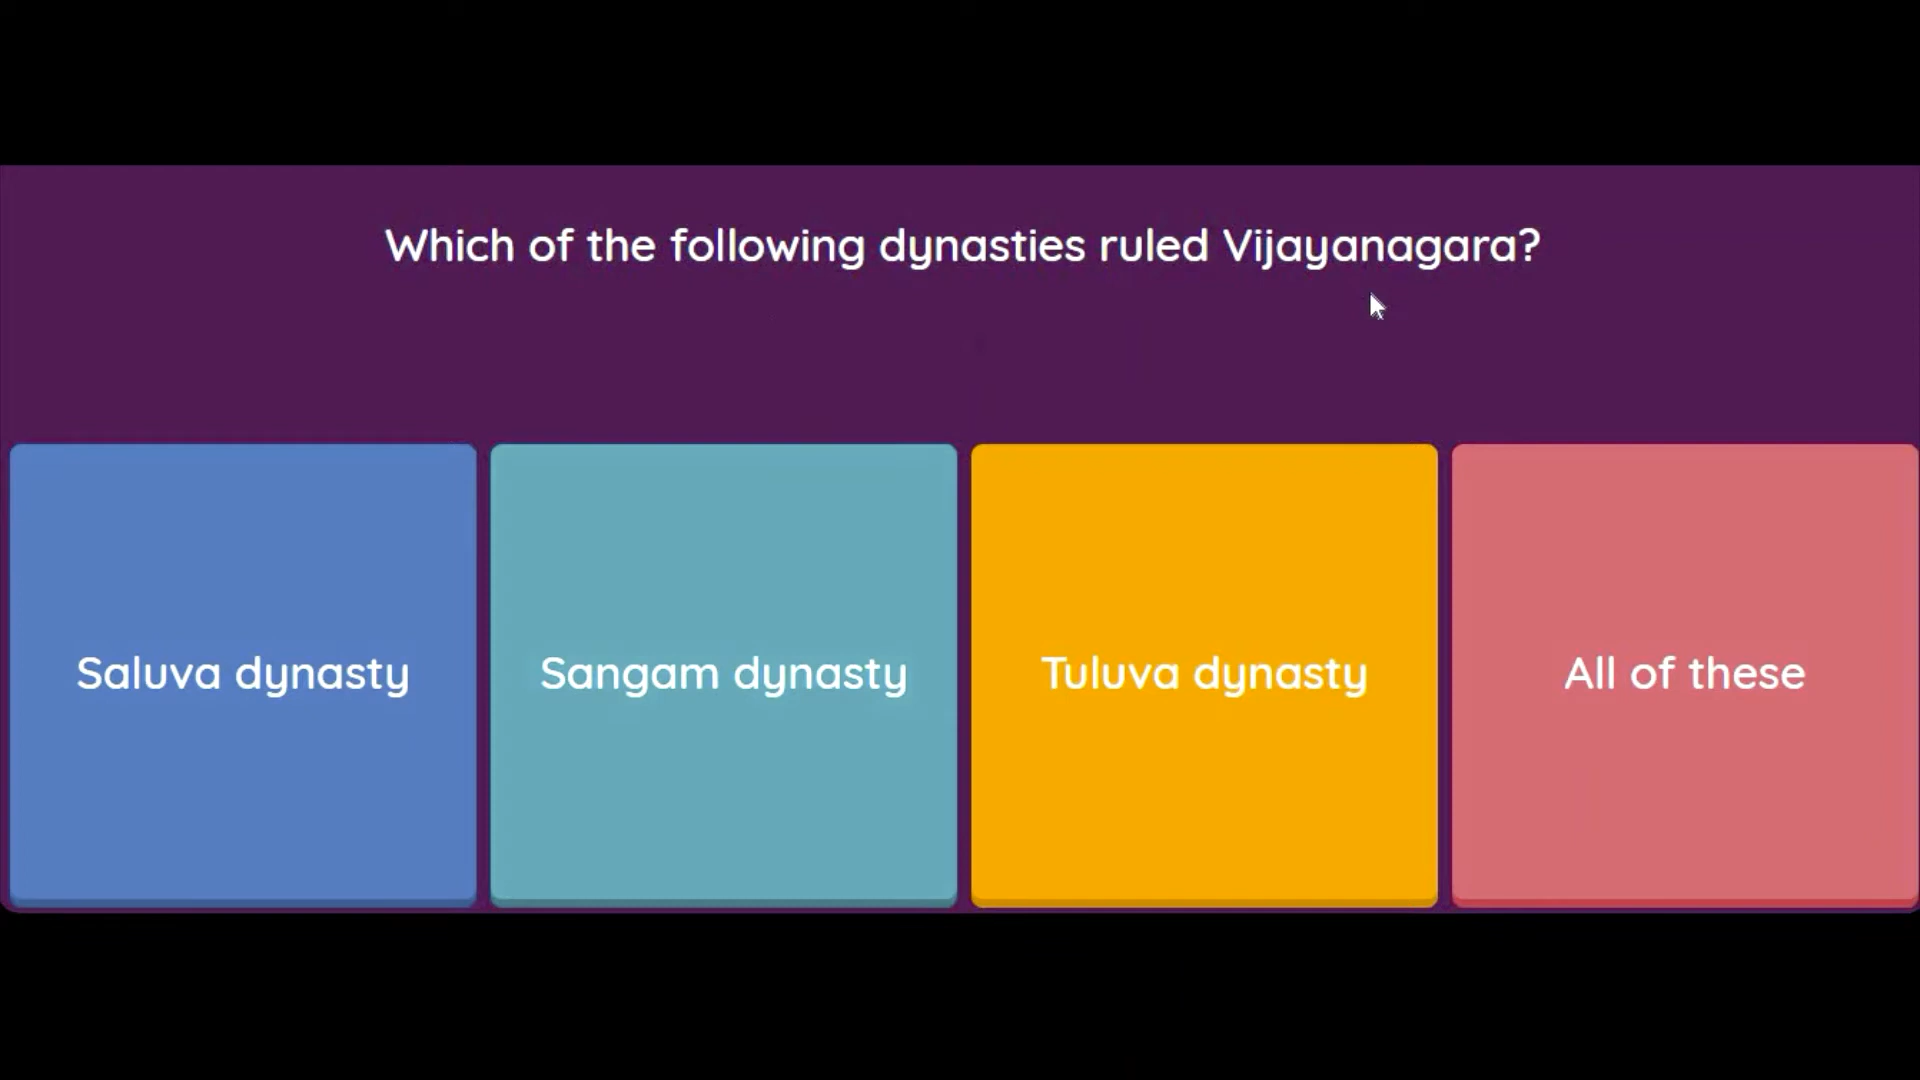 Which of the following dynasties ruled Vijayanagara?
Saluva dynasty
Sangam dynasty
Tuluva dynasty
All of these